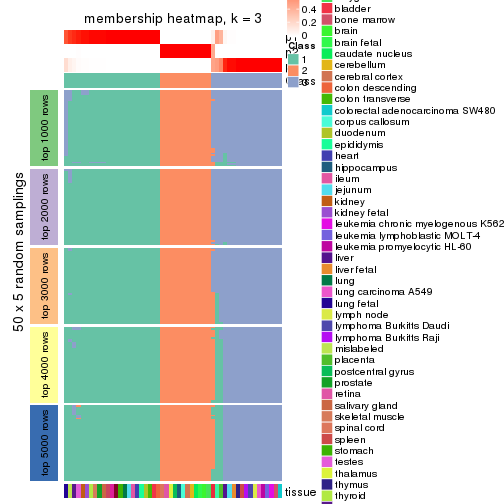 membership heatmap, k = 3
50 x 5 random samplings
top 1000 rows
top 2000 rows
top 3000 rows
top 4000 rows
top 5000 rows
0.4
0.2
0
Class
1
2
tissue
bladder
bone marrow
brain
brain fetal
caudate nucleus
cerebellum
cerebral cortex
colon descending
colon transverse
colorectal adenocarcinoma SW480
corpus callosum
duodenum
epididymis
heart
hippocampus
ileum
jejunum
kidney
kidney fetal
leukemia chronic myelogenous K562
leukemia lymphoblastic MOLT-4
leukemia promyelocytic HL-60
liver
liver fetal
lung
lung carcinoma A549
lung fetal
lymph node
lymphoma Burkitts Daudi
lymphoma Burkitts Raji
mislabeled
placenta
postcentral gyrus
prostate
retina
salivary gland
skeletal muscle
spinal cord
spleen
stomach
testes
thalamus
thymus
thyroid